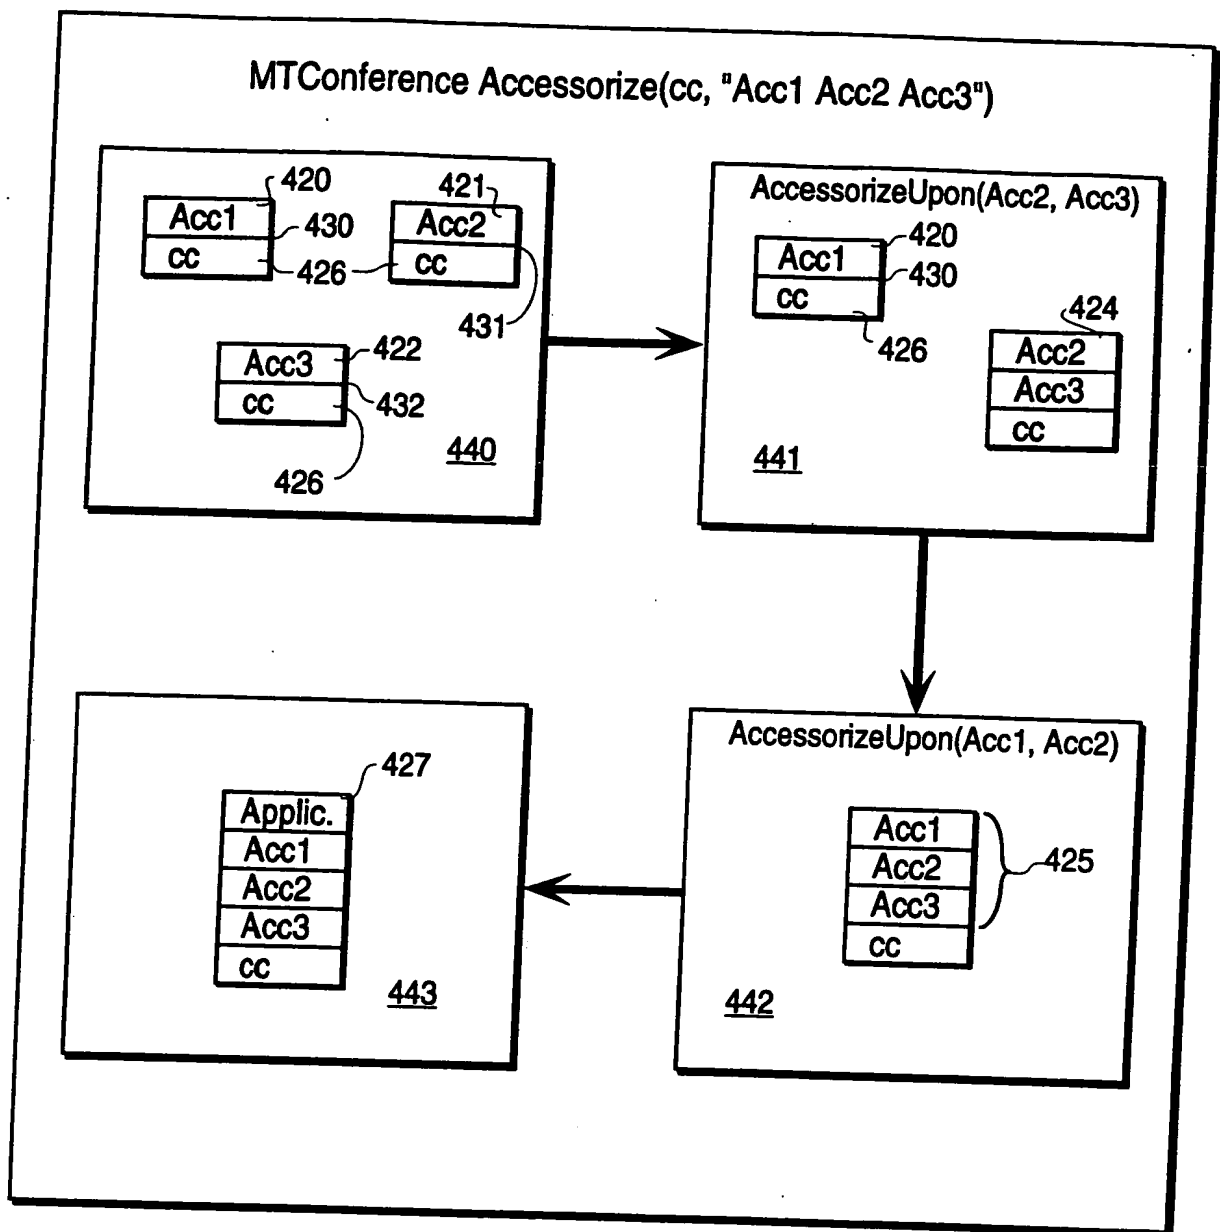 MTConference Accessorize(cc, "Acc1 Acc2 Acc3")
420
Acc1
430
cc
426
421
Acc2
cc
431
422
Acc3
432
cc
426
440
AccessorizeUpon(Acc2, Acc3)
420
Acc1
430
cc
426
424
Acc2
Acc3
cc
441
427
Applic.
Acc1
Acc2
Acc3
cc
443
AccessorizeUpon(Acc1, Acc2)
Acc1
Acc2
425
Acc3
cc
442